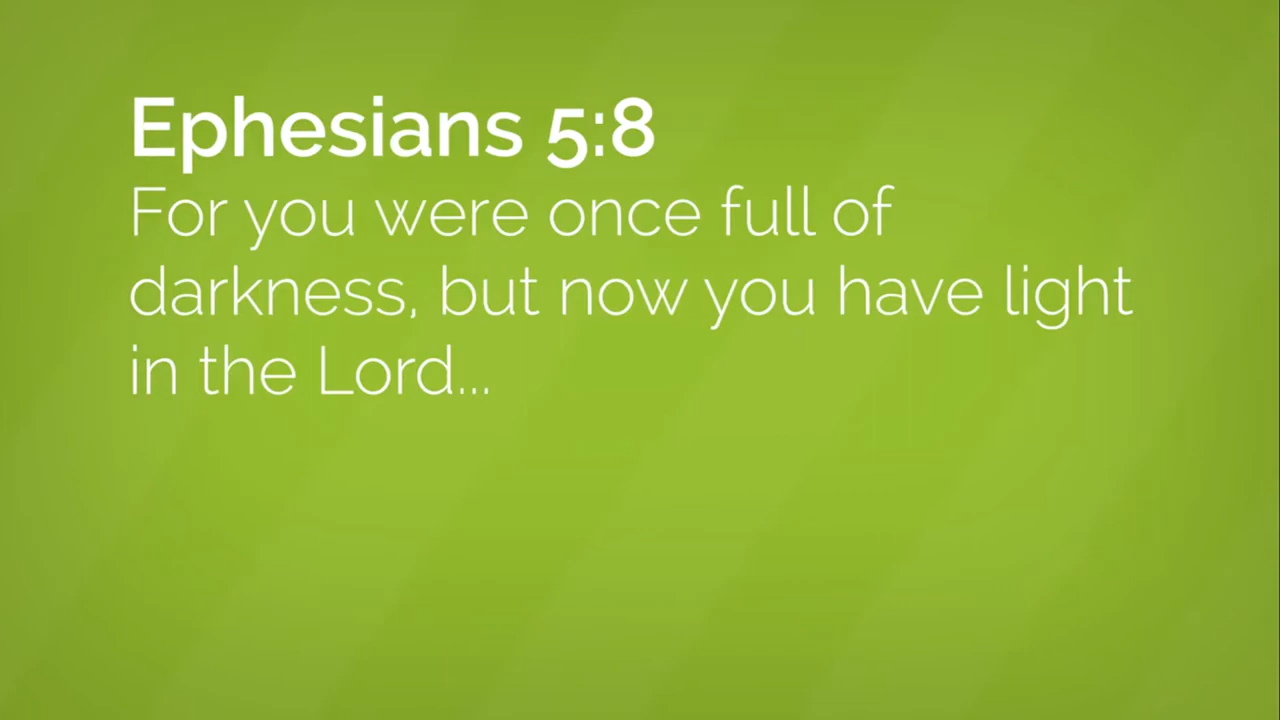 Ephesians 5:8
For you were once full of
darkness, but now you have light
in the Lord...